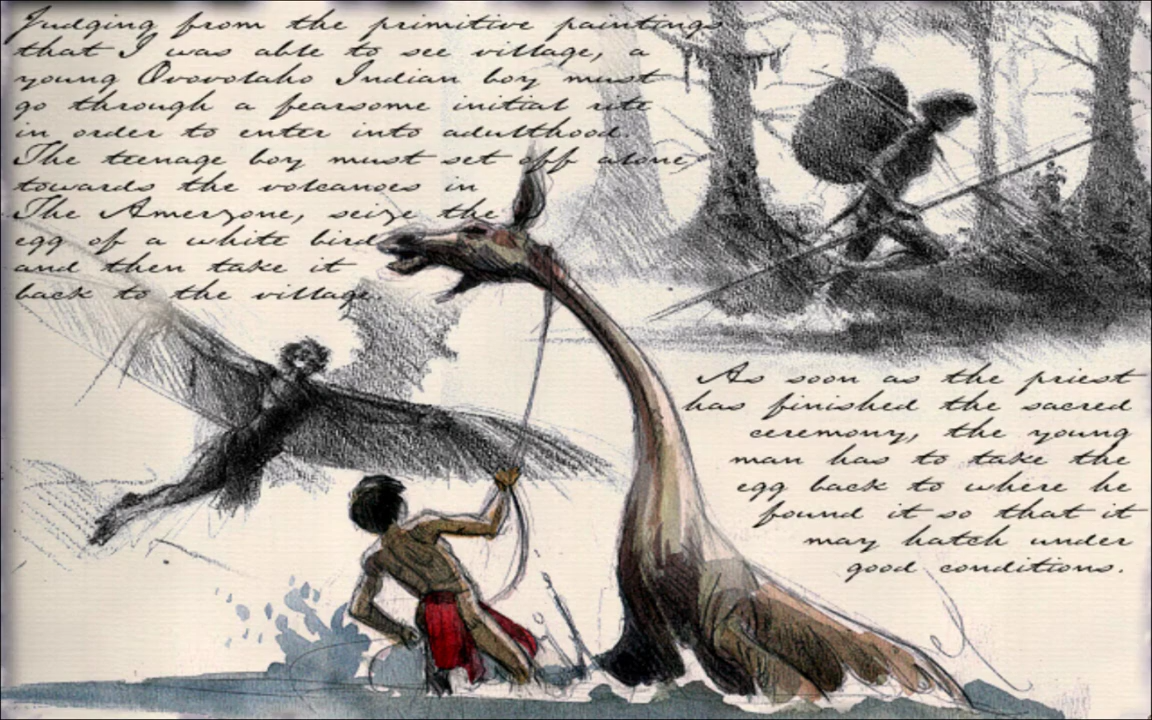 Judging from the primitive paintings
that I was able to see village, a
young Ovovolaho Indian boy must
go through a fearsome initial rite
in order to enter into adulthood.
The teenage boy must set off alone
towards the volcanoes in
The Amerzone, seize the
egg of a white bird
and then take it
back to the village.
As soon as the priest
has finished the sacred
ceremony, the young
man has to take the
egg back to where he
found it so that it
may hatch under
good conditions.